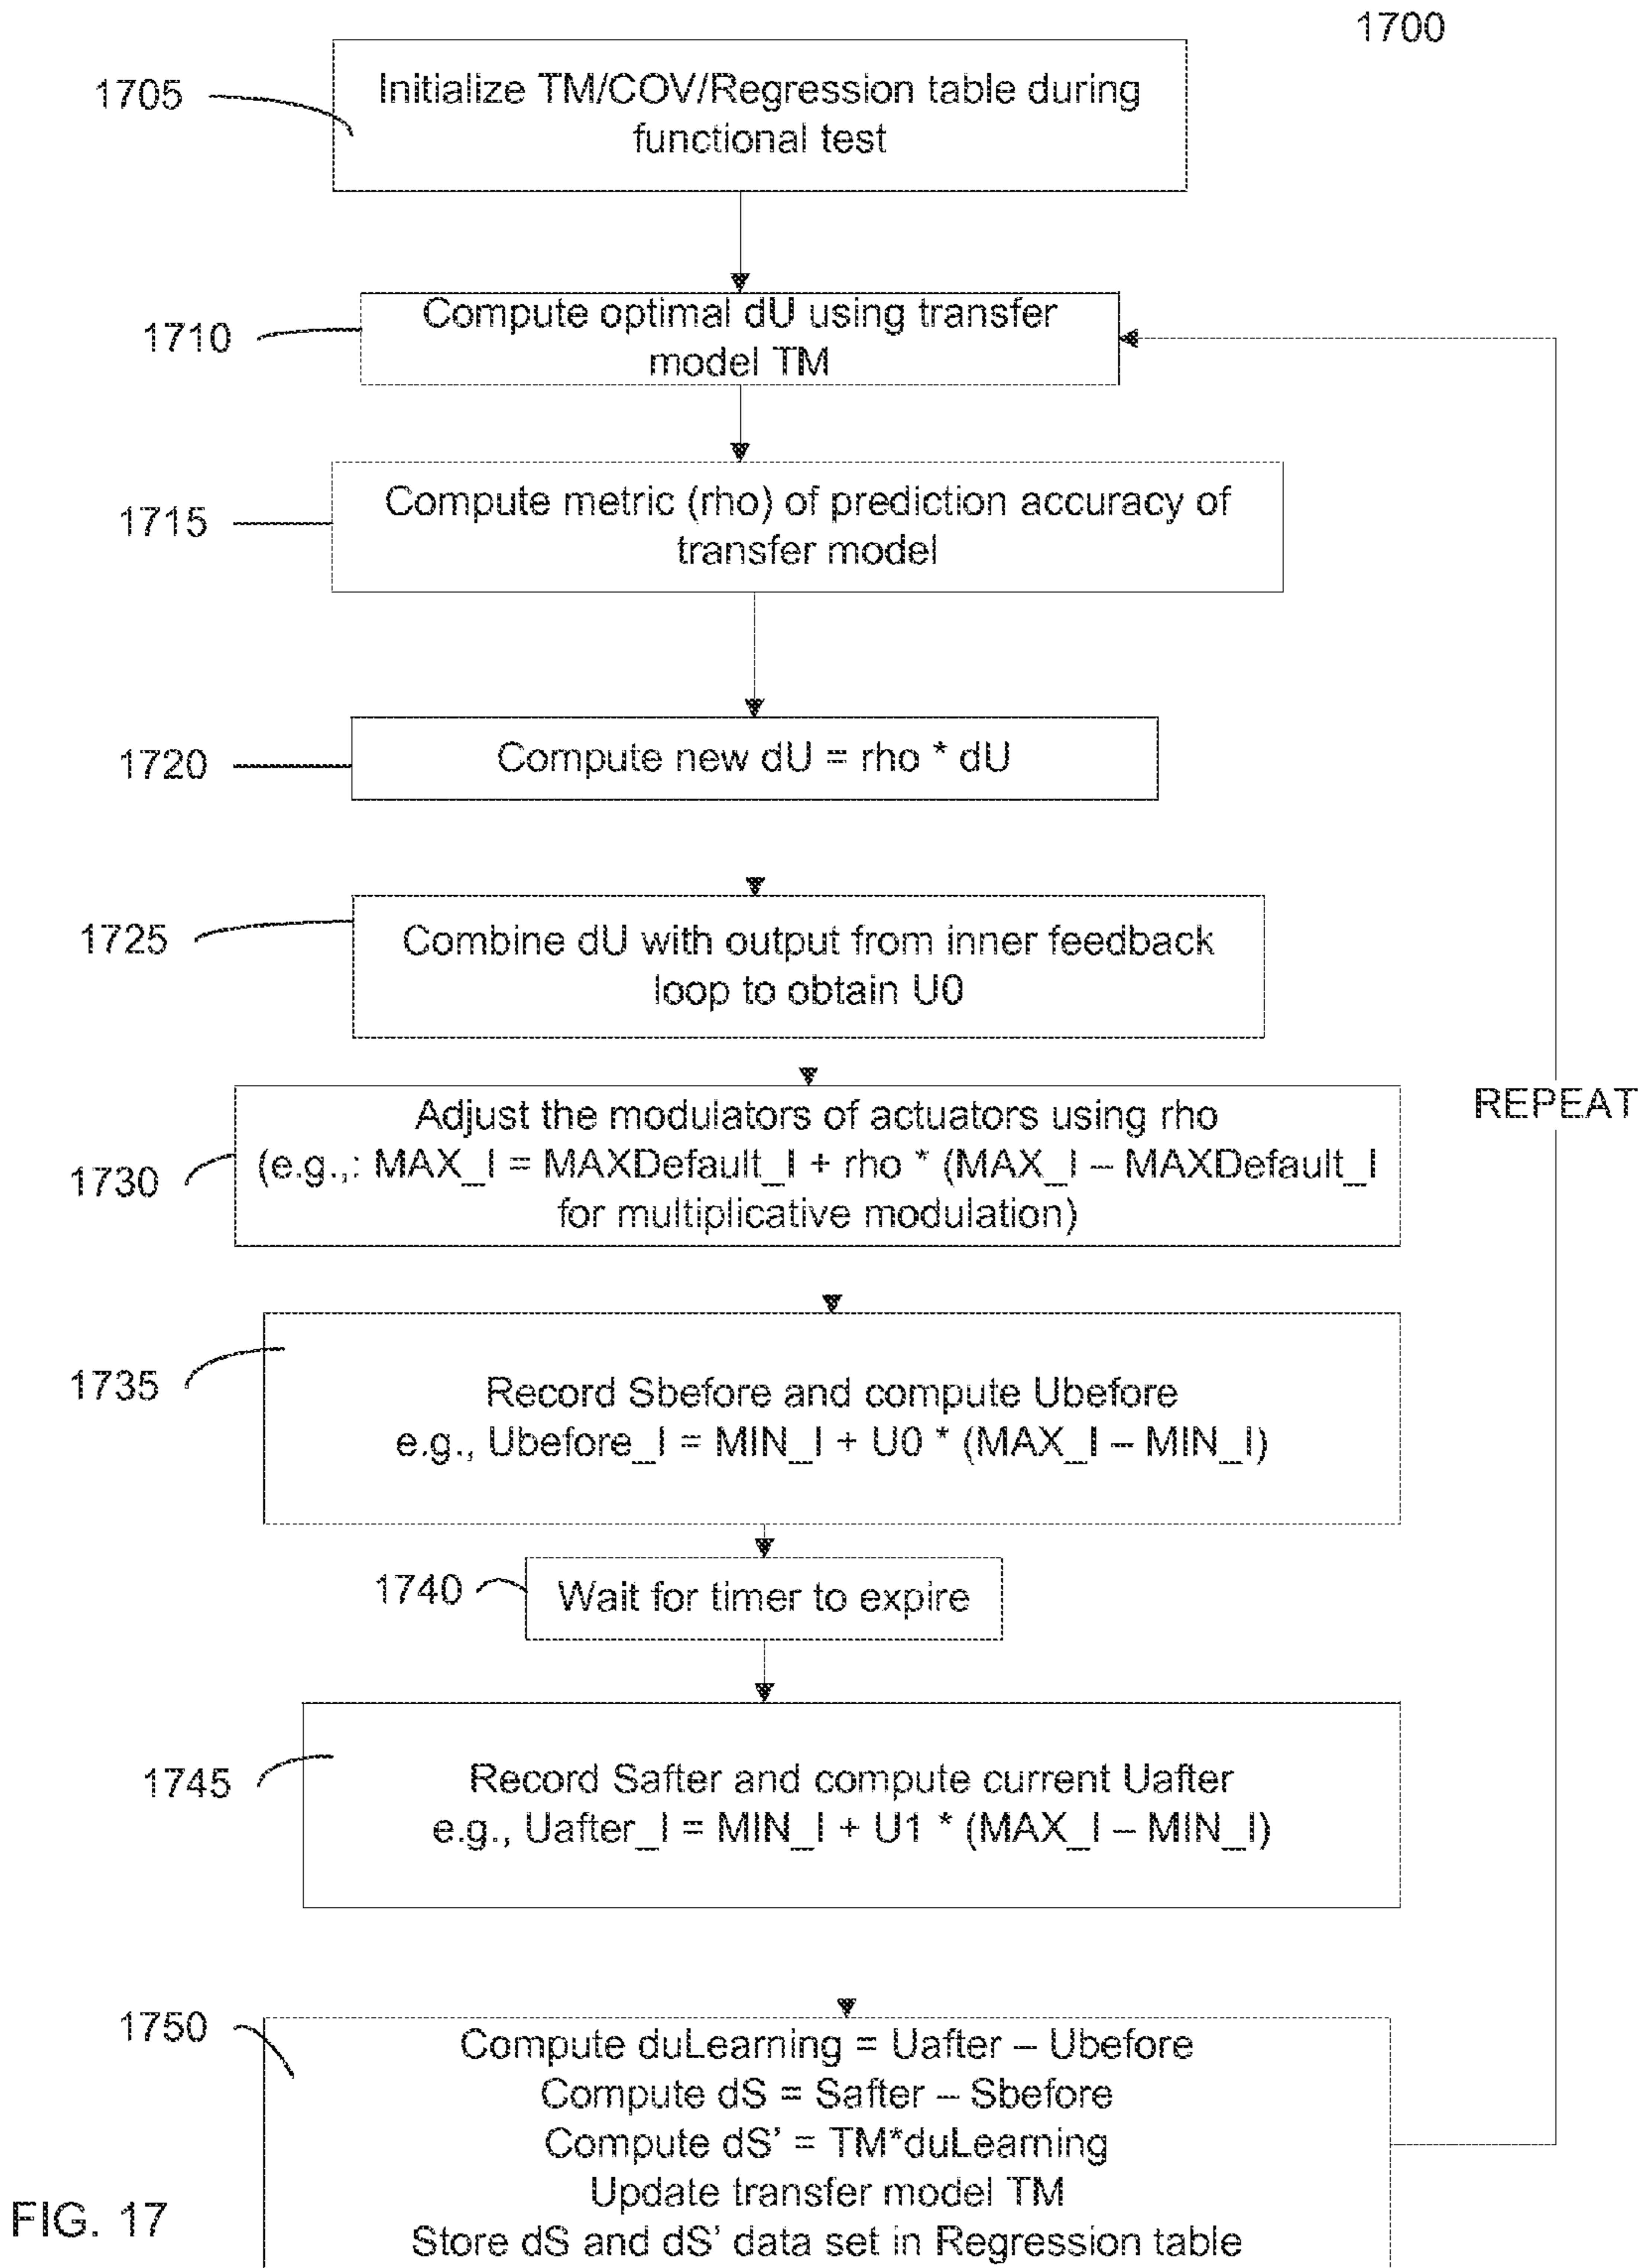 1700
1705
Initialize TM/COV/Regression table during
functional test
1710
Compute optimal dU using transfer
model TM
1715
Compute metric (rho) of prediction accuracy of
transfer model
1720
Compute new dU = rho * dU
1725
Combine dU with output from inner feedback
loop to obtain U0
REPEAT
1730
Adjust the modulators of actuators using rho
(e.g.,: MAX_I = MAXDefault_I + rho * (MAX_I – MAXDefault_I
for multiplicative modulation)
1735
Record Sbefore and compute Ubefore
e.g., Ubefore_I = MIN_I + U0 * (MAX_I – MIN_I)
1740
Wait for timer to expire
1745
Record Safter and compute current Uafter
e.g., Uafter_I = MIN_I + U1 * (MAX_I – MIN_I)
1750
Compute duLearning = Uafter – Ubefore
Compute dS = Safter – Sbefore
Compute dS’ = TM*duLearning
Update transfer model TM
Store dS and dS’ data set in Regression table
FIG. 17